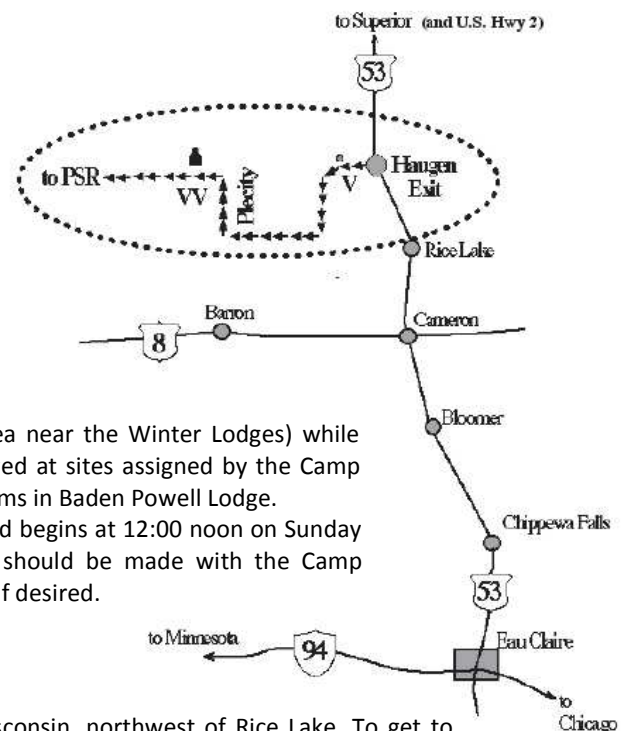 to Superior (and U.S. Hwy 2)
53
to PSR
VV
Plecity
V
Haugen
Exit
Rice Lake
Barron
Cameron
8
Bloomer
ea near the Winter Lodges) while
ed at sites assigned by the Camp
ms in Baden Powell Lodge.
d begins at 12:00 noon on Sunday
should be made with the Camp
f desired.
Chippewa Falls
53
to Minnesota
94
Eau Claire
to
Chicago
isconsin, northwest of Rice Lake. To get to